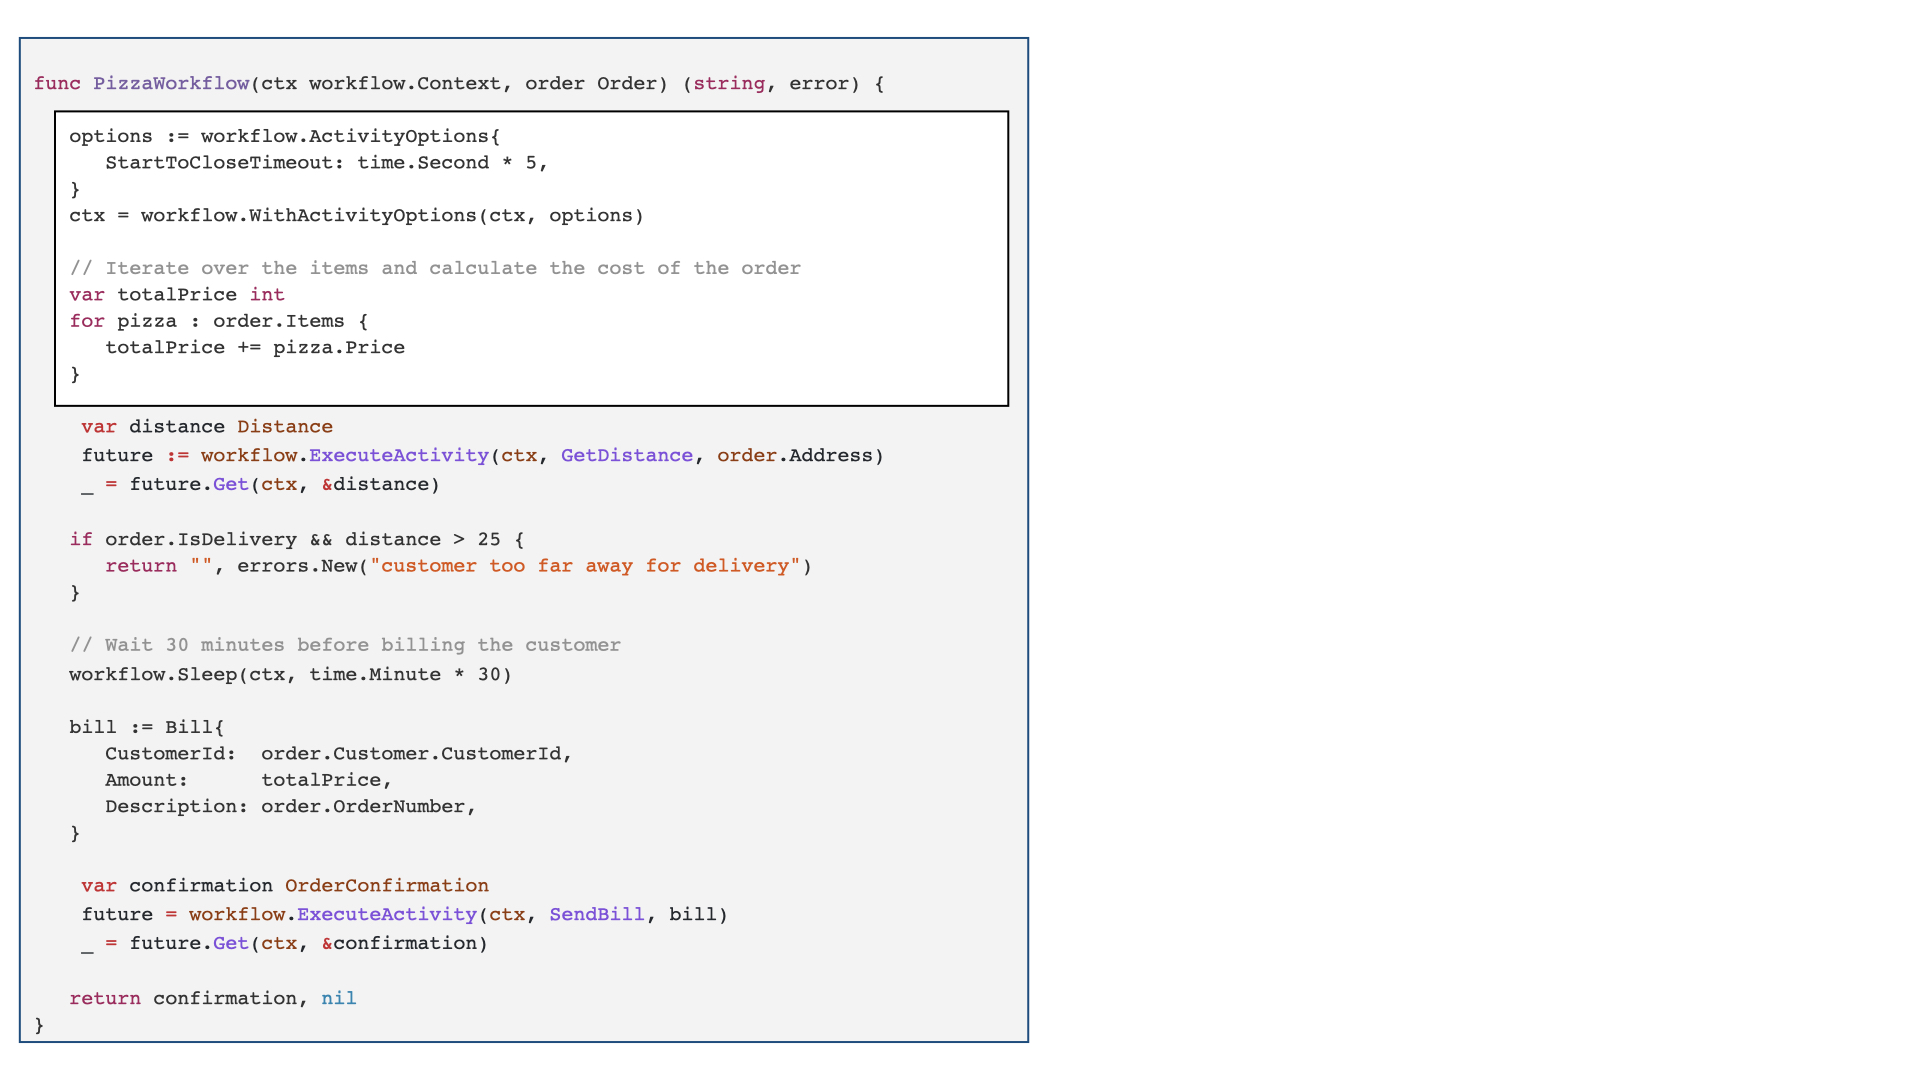 func PizzaWorkflow(ctx workflow.Context, order Order) (string, error) {
options := workflow.ActivityOptions{
StartToCloseTimeout: time.Second * 5,
}
ctx = workflow.WithActivityOptions(ctx, options)
// Iterate over the items and calculate the cost of the order
var totalPrice int
for pizza : order.Items {
totalPrice += pizza.Price
}
var distance Distance
future := workflow.ExecuteActivity(ctx, GetDistance, order.Address)
_ = future.Get(ctx, &distance)
if order.IsDelivery && distance > 25 {
return "", errors.New("customer too far away for delivery")
}
// Wait 30 minutes before billing the customer
workflow.Sleep(ctx, time.Minute * 30)
bill := Bill{
CustomerId:  order.Customer.CustomerId,
Amount:      totalPrice,
Description: order.OrderNumber,
}
var confirmation OrderConfirmation
future = workflow.ExecuteActivity(ctx, SendBill, bill)
_ = future.Get(ctx, &confirmation)
return confirmation, nil
}